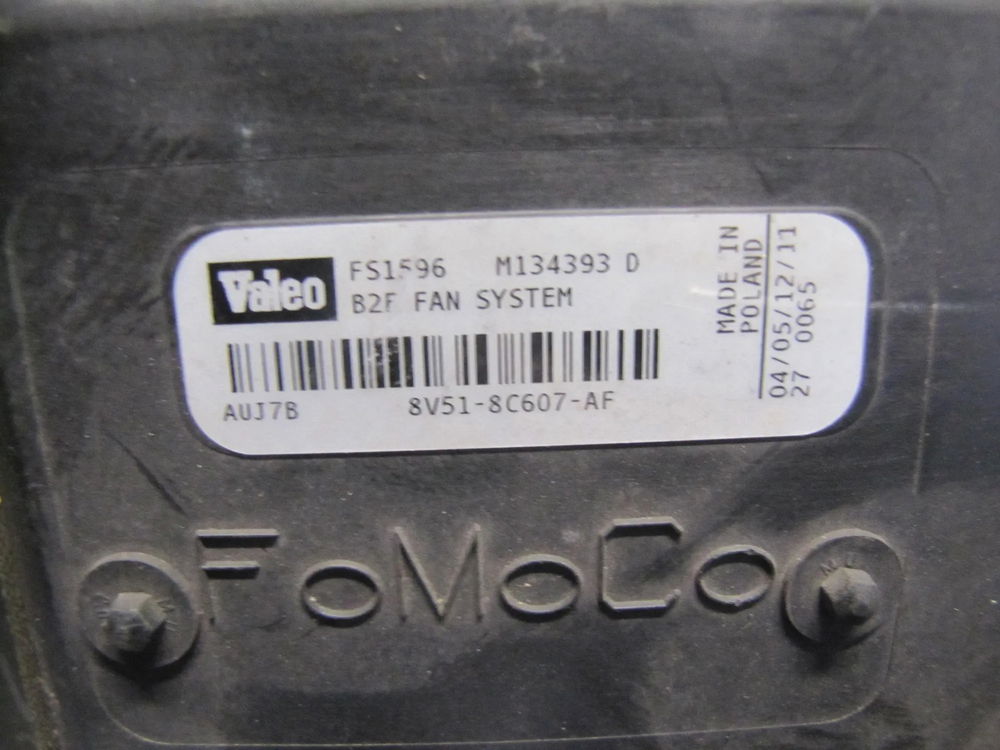 Valeo
FS1596 M134393 D
B2F FAN SYSTEM
AUJ7B 8V51-8C607-AF
MADE IN
POLAND
04/05/12/11
27 0065
FoMoCo